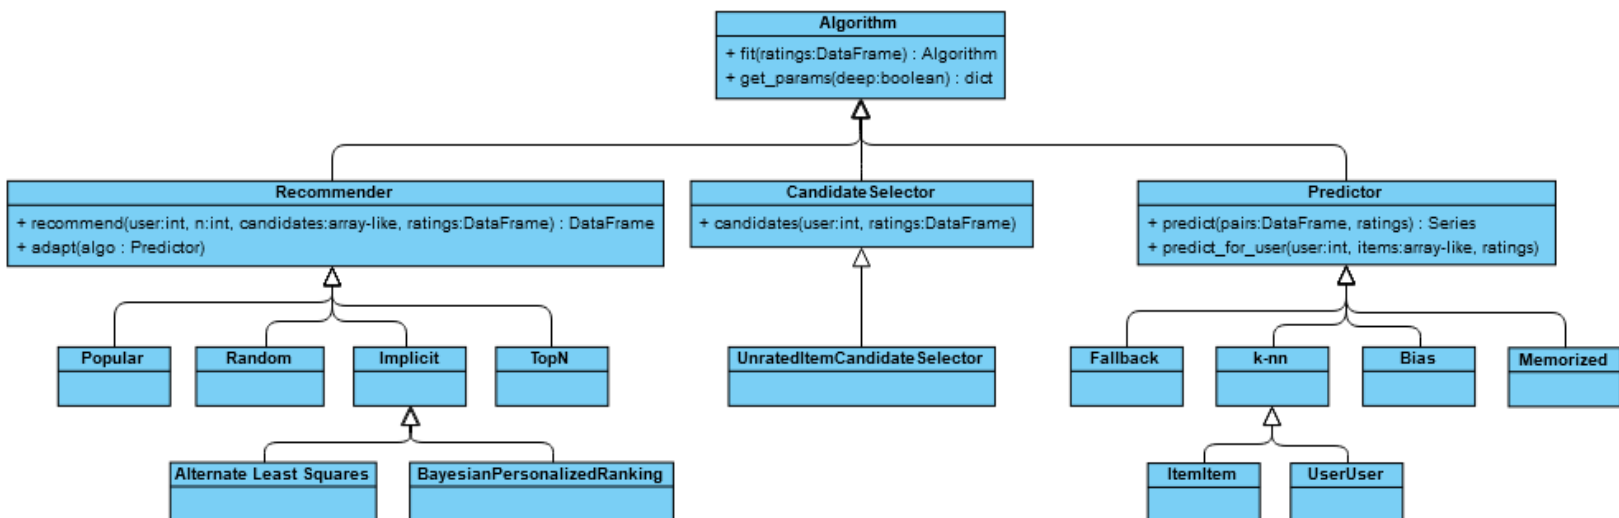 Algorithm
+ fit(ratings:DataFrame) : Algorithm
+ get_params(deep:boolean) : dict
Recommender
+ recommend(user:int, n:int, candidates:array-like, ratings:DataFrame) : DataFrame
+ adapt(algo : Predictor)
CandidateSelector
+ candidates(user:int, ratings:DataFrame)
Predictor
+ predict(pairs:DataFrame, ratings) : Series
+ predict_for_user(user:int, items:array-like, ratings)
Popular
Random
Implicit
TopN
UnratedItemCandidateSelector
Fallback
k-nn
Bias
Memorized
Alternate Least Squares
BayesianPersonalizedRanking
ItemItem
UserUser